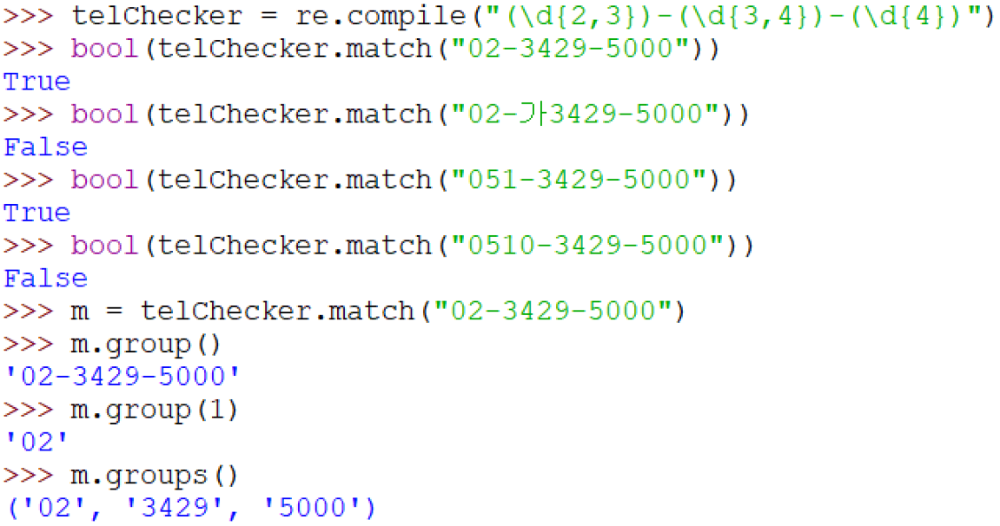 >>> telChecker = re.compile("(\d{2,3})-(\d{3,4})-(\d{4})")
>>> bool(telChecker.match("02-3429-5000"))
True
>>> bool(telChecker.match("02-가3429-5000"))
False
>>> bool(telChecker.match("051-3429-5000"))
True
>>> bool(telChecker.match("0510-3429-5000"))
False
>>> m = telChecker.match("02-3429-5000")
>>> m.group()
'02-3429-5000'
>>> m.group(1)
'02'
>>> m.groups()
('02', '3429', '5000')